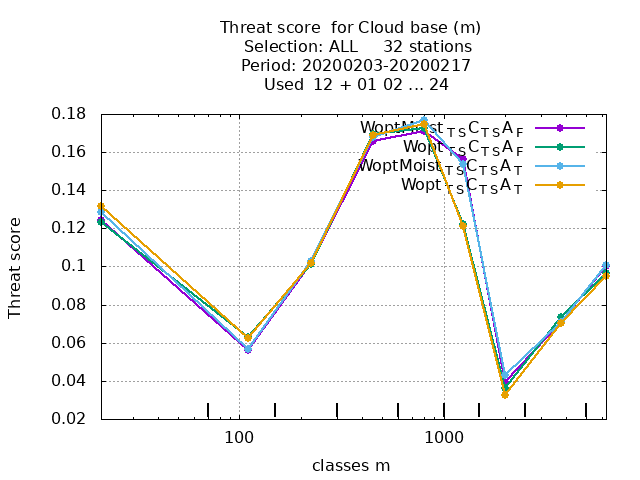 Threat score  for Cloud base (m)
Selection: ALL     32 stations
Period: 20200203-20200217
Used  12 + 01 02 ... 24
WoptMoist TS C TS A F
Wopt TS C TS A F
WoptMoist TS C TS A T
Wopt TS C TS A T
0.18
0.16
0.14
0.12
0.1
0.08
0.06
0.04
0.02
Threat score
100
1000
classes m